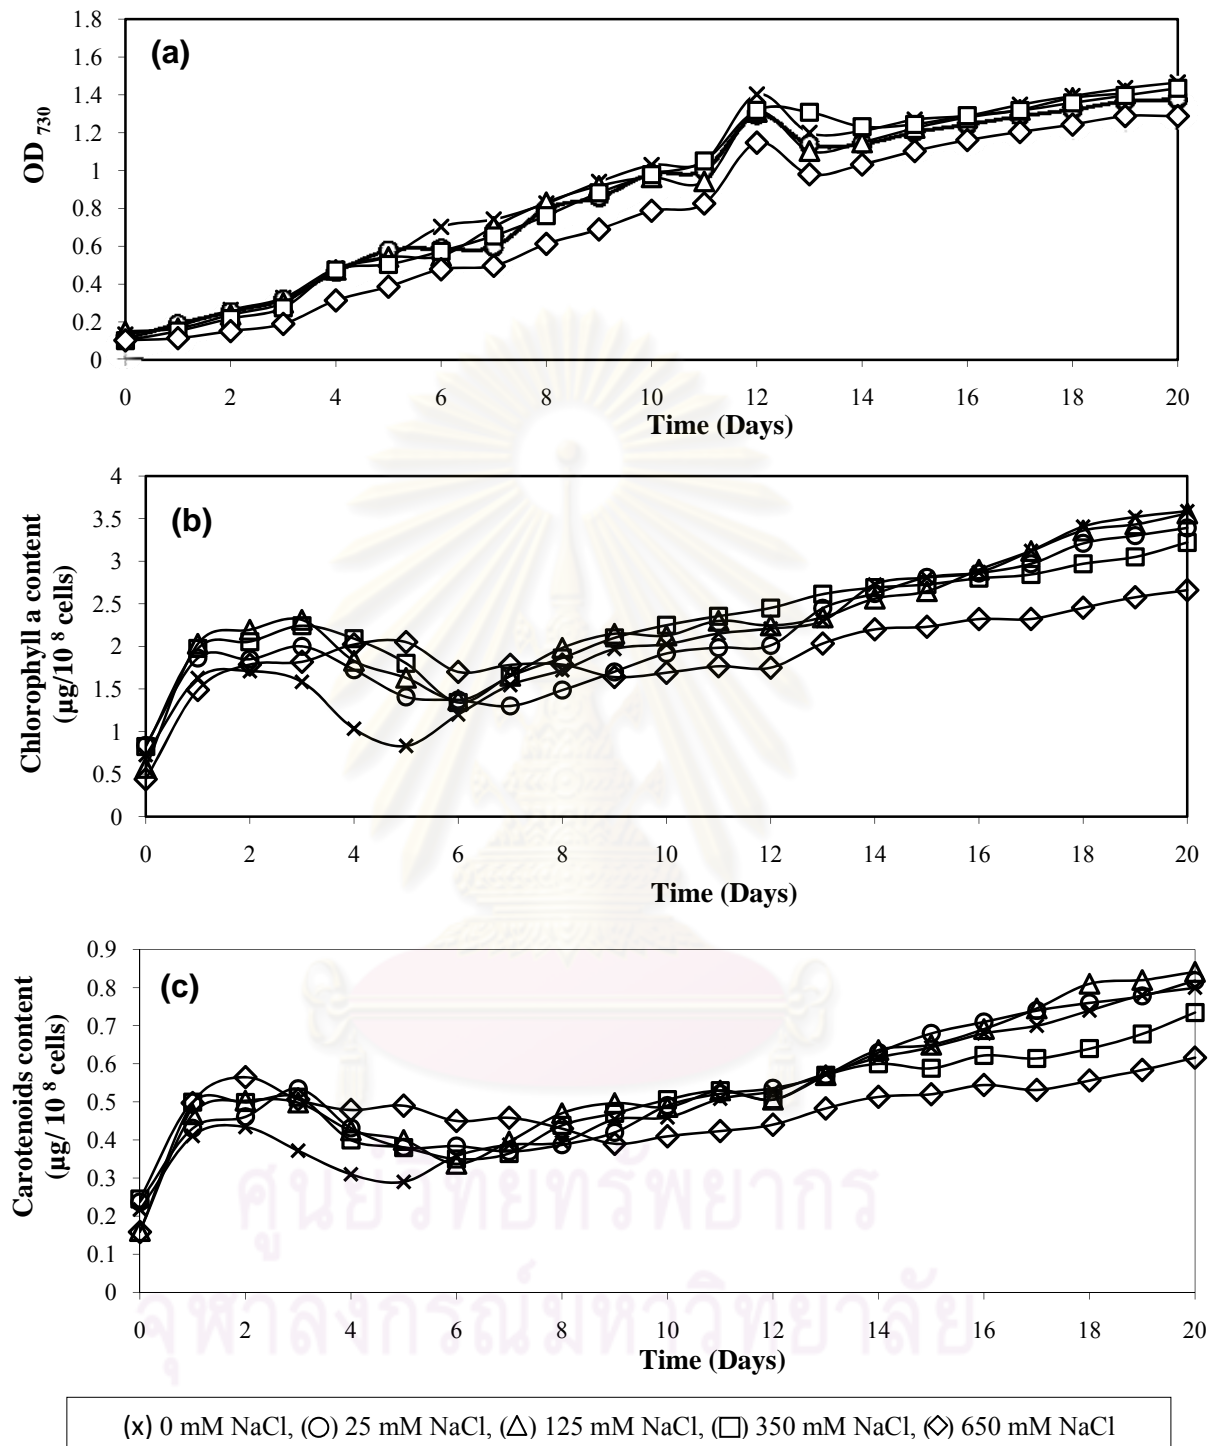 (a)
1.8
1.6
1.4
1.2
1
0.8
0.6
0.4
0.2
0
OD 730
0 2 4 6 8 10 12 14 16 18 20
Time (Days)
(b)
4
3.5
3
2.5
2
1.5
1
0.5
0
Chlorophyll a content
(µg/10 8 cells)
0 2 4 6 8 10 12 14 16 18 20
Time (Days)
(c)
0.9
0.8
0.7
0.6
0.5
0.4
0.3
0.2
0.1
0
Carotenoids content
(µg/ 10 8 cells)
0 2 4 6 8 10 12 14 16 18 20
Time (Days)
ศูนย์วิทยทรัพยากร
จุฬาลงกรณ์มหาวิทยาลัย
(x) 0 mM NaCl, (○) 25 mM NaCl, (△) 125 mM NaCl, (□) 350 mM NaCl, (◇) 650 mM NaCl